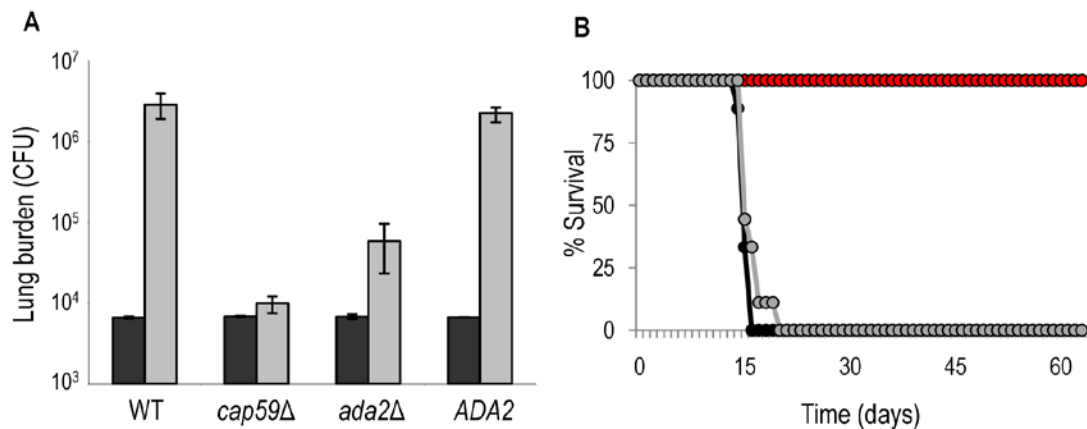 A
Lung burden (CFU)
10⁷
10⁶
10⁵
10⁴
10³
WT cap59Δ ada2Δ ADA2
B
% Survival
100
75
50
25
0
0 15 30 45 60
Time (days)